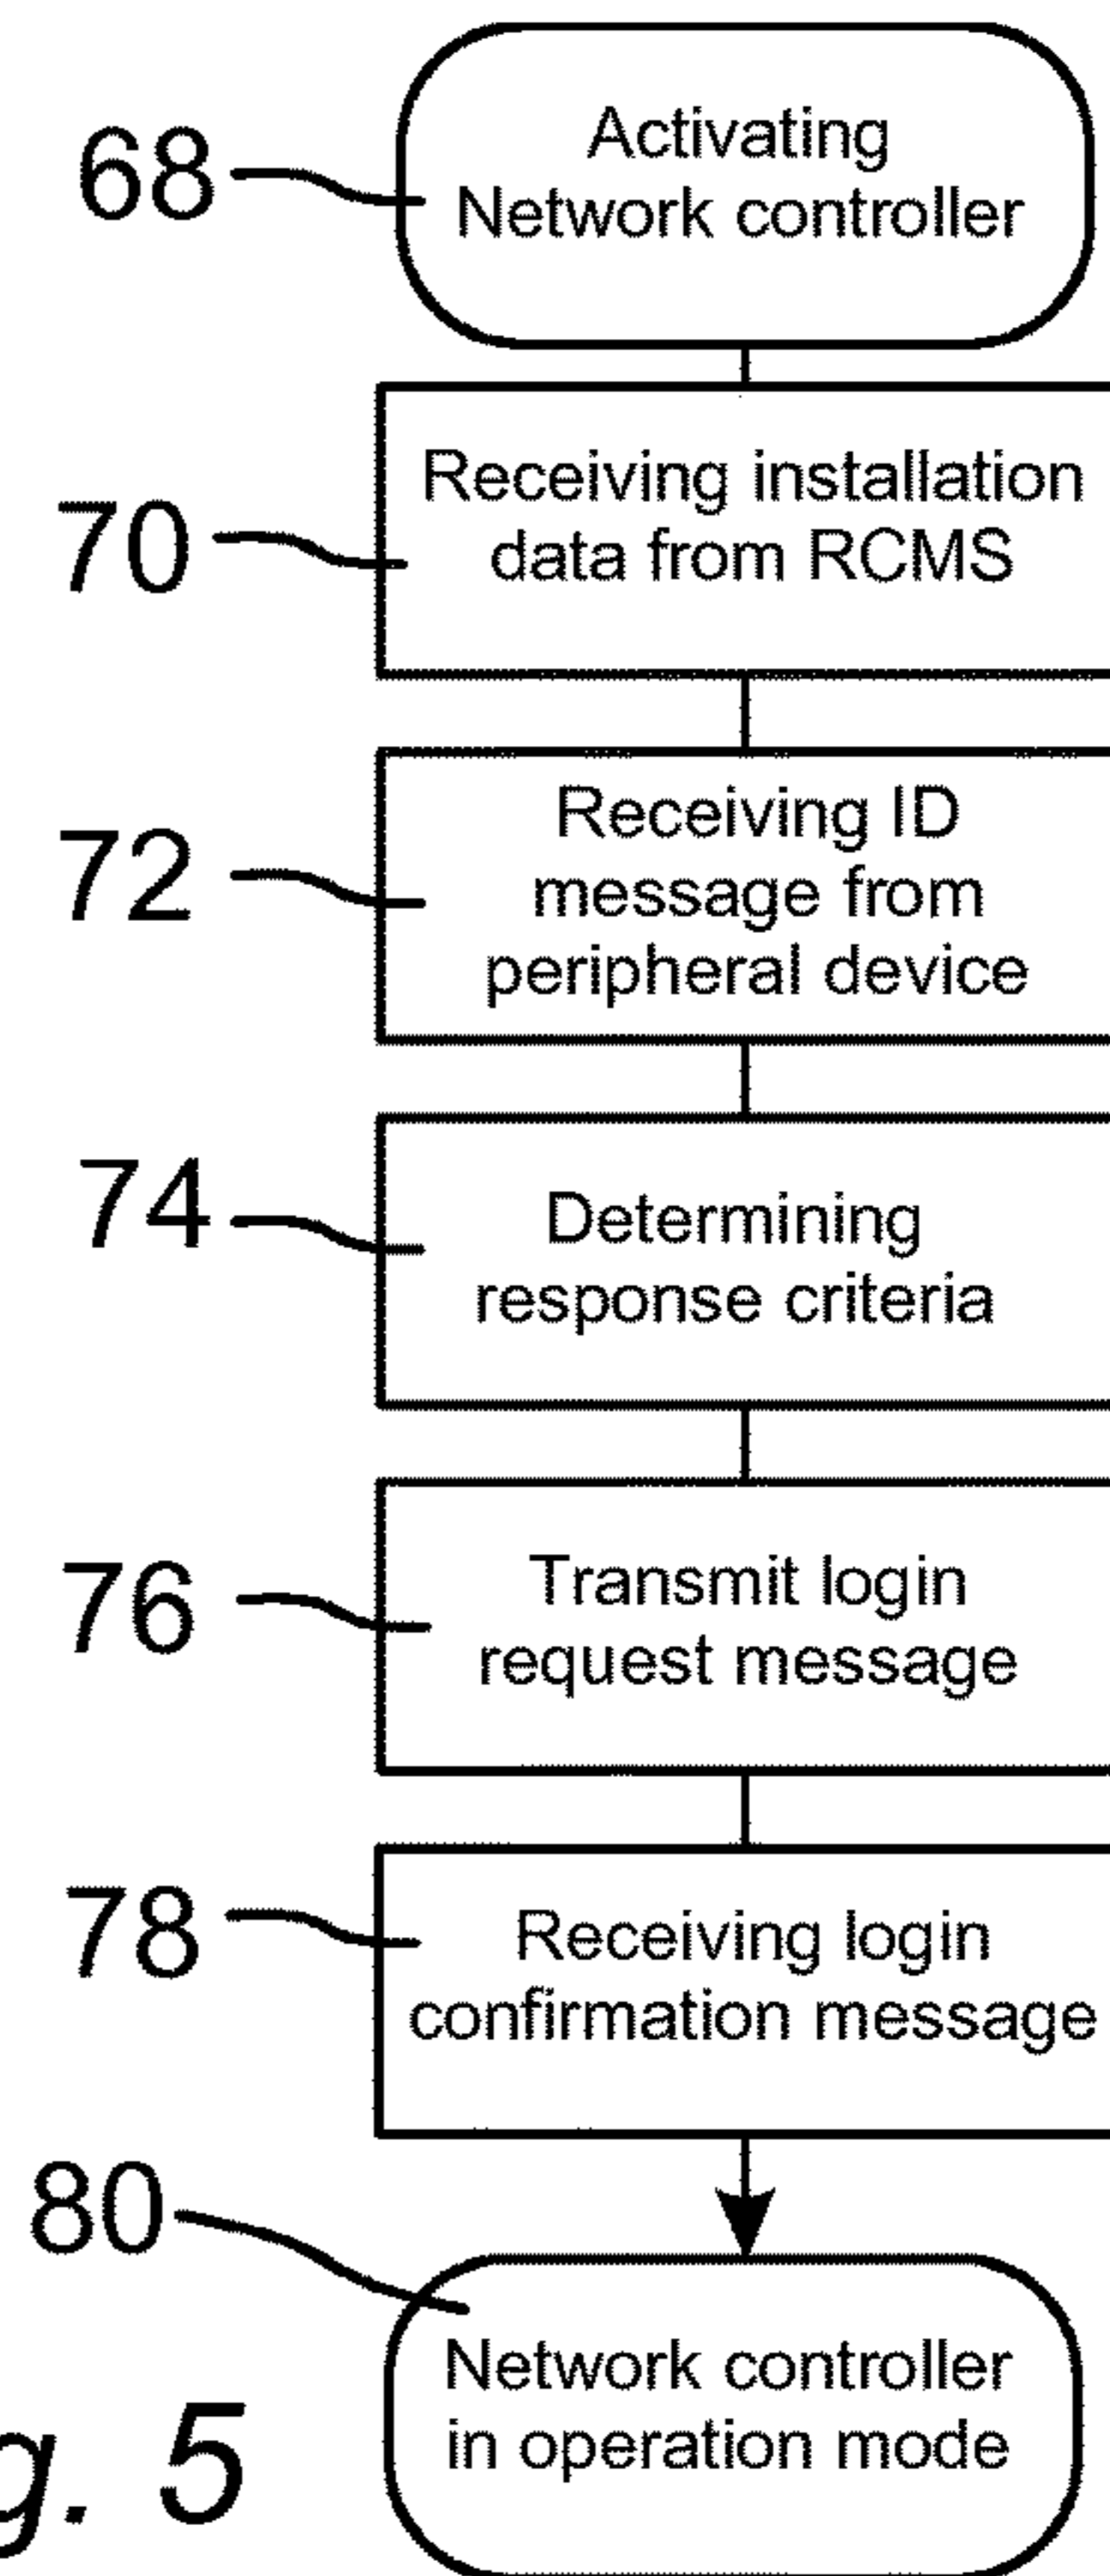 68
Activating
Network controller
70
Receiving installation
data from RCMS
72
Receiving ID
message from
peripheral device
74
Determining
response criteria
76
Transmit login
request message
78
Receiving login
confirmation message
80
Network controller
in operation mode
g. 5